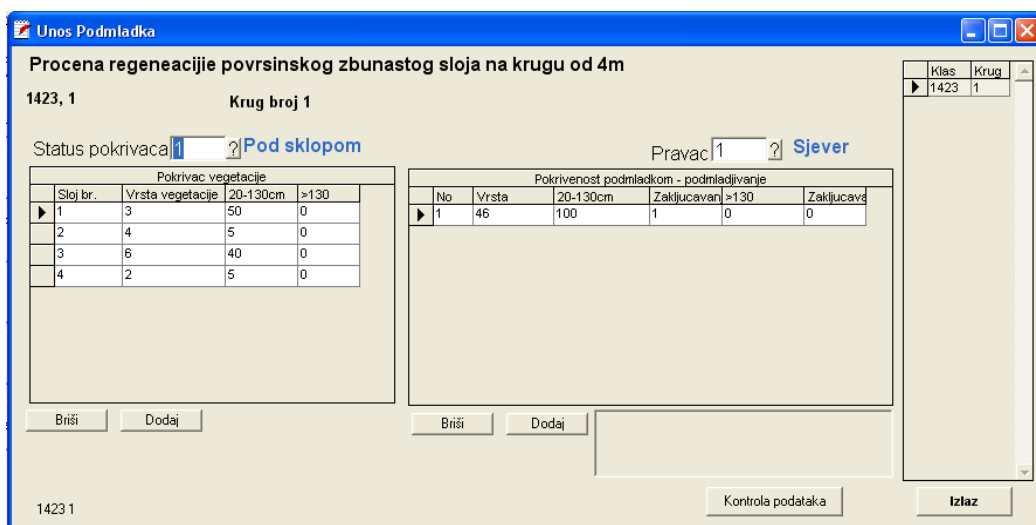 Unos Podmladka
Procena regeneacijie povrsinskog zbunastog sloja na krugu od 4m
1423, 1 Krug broj 1
Status pokrivaca 1 ? Pod sklopom
Pravac 1 ? Sjever
Pokrivac vegetacije
Sloj br. Vrsta vegetacije 20-130cm >130
1 3 50 0
2 4 5 0
3 6 40 0
4 2 5 0
Briši Dodaj
Pokrivenost podmladkom - podmladjivanje
No Vrsta 20-130cm Zakljucavan >130 Zakljucava
1 46 100 1 0 0
Briši Dodaj
Klas Krug
1423 1
Kontrola podataka Izlaz
1423 1